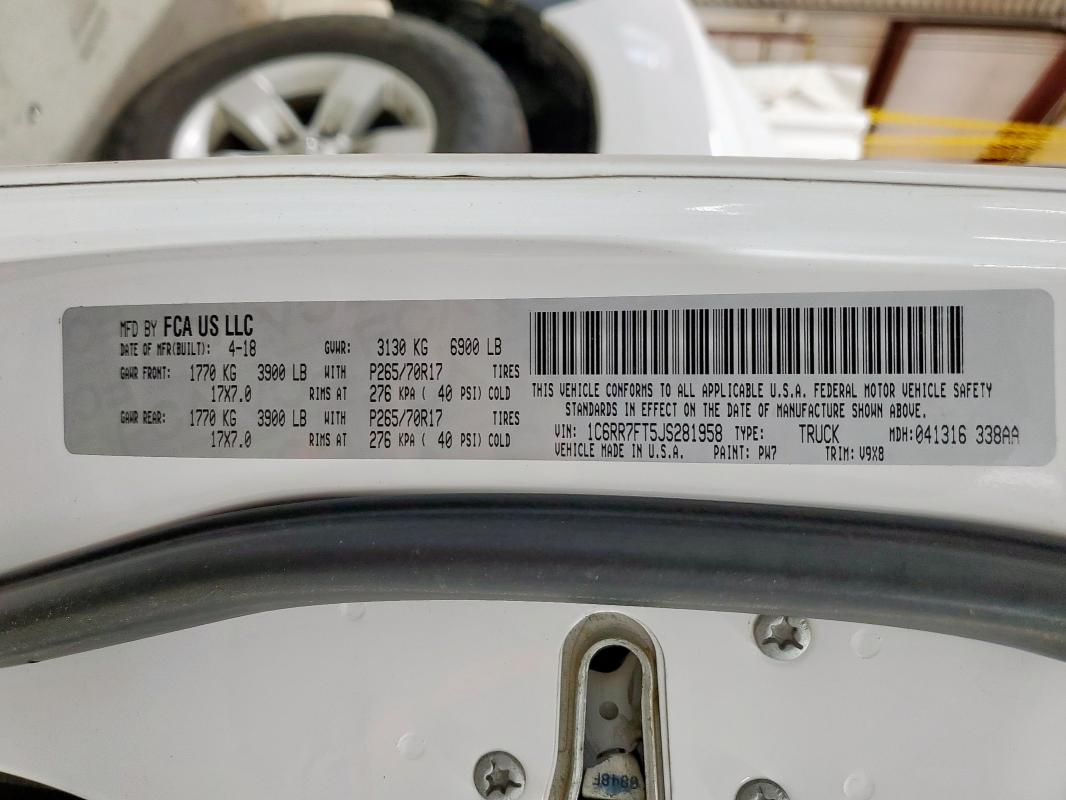 MFD BY FCA US LLC
DATE OF MFR(BUILT): 4-18 GVWR: 3130 KG 6900 LB
GAWR FRONT: 1770 KG 3900 LB WITH P265/70R17 TIRES
17X7.0 RIMS AT 276 KPA ( 40 PSI) COLD
GAWR REAR: 1770 KG 3900 LB WITH P265/70R17 TIRES
17X7.0 RIMS AT 276 KPA ( 40 PSI) COLD
THIS VEHICLE CONFORMS TO ALL APPLICABLE U.S.A. FEDERAL MOTOR VEHICLE SAFETY
STANDARDS IN EFFECT ON THE DATE OF MANUFACTURE SHOWN ABOVE.
VIN: 1C6RR7FT5JS281958 TYPE: TRUCK MDH:041316 338AA
VEHICLE MADE IN U.S.A. PAINT: PW7 TRIM: V9X8